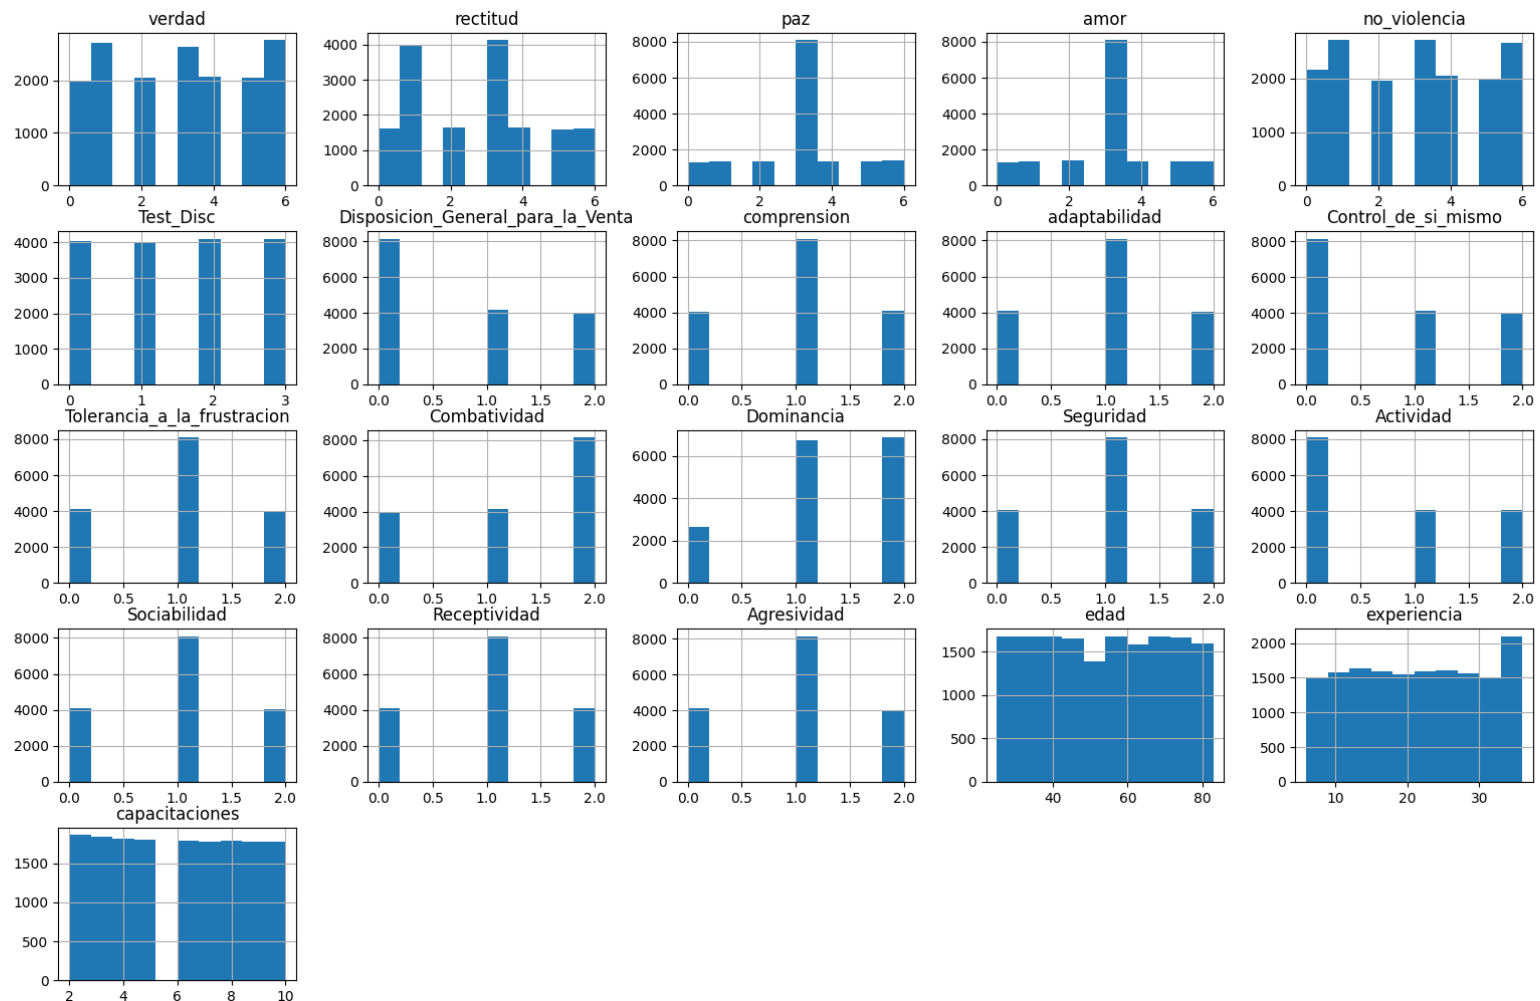 verdad rectitud paz amor no_violencia
4000 8000 8000
2000 3000 6000 6000 2000
2000 4000 4000
1000 1000 2000 2000 1000
0 0 0 0 0
0 2 4 6 0 2 4 6 0 2 4 6 0 2 4 6 0 2 4 6
Test_Disc Disposicion_General_para_la_Venta comprension adaptabilidad Control_de_si_mismo
4000 8000 8000 8000 8000
3000 6000 6000 6000 6000
2000 4000 4000 4000 4000
1000 2000 2000 2000 2000
0 0 0 0 0
0 1 2 3 0.0 0.5 1.0 1.5 2.0 0.0 0.5 1.0 1.5 2.0 0.0 0.5 1.0 1.5 2.0 0.0 0.5 1.0 1.5 2.0
Tolerancia_a_la_frustracion Combatividad Dominancia Seguridad Actividad
8000 8000 8000 8000
6000 6000 6000 6000 6000
4000 4000 4000 4000 4000
2000 2000 2000 2000 2000
0 0 0 0 0
0.0 0.5 1.0 1.5 2.0 0.0 0.5 1.0 1.5 2.0 0.0 0.5 1.0 1.5 2.0 0.0 0.5 1.0 1.5 2.0 0.0 0.5 1.0 1.5 2.0
Sociabilidad Receptividad Agresividad edad experiencia
8000 8000 8000 1500 2000
6000 6000 6000 1000 1500
4000 4000 4000 1000
2000 2000 2000 500 500
0 0 0 0 0
0.0 0.5 1.0 1.5 2.0 0.0 0.5 1.0 1.5 2.0 0.0 0.5 1.0 1.5 2.0 40 60 80 10 20 30
capacitaciones
1500
1000
500
0
2 4 6 8 10